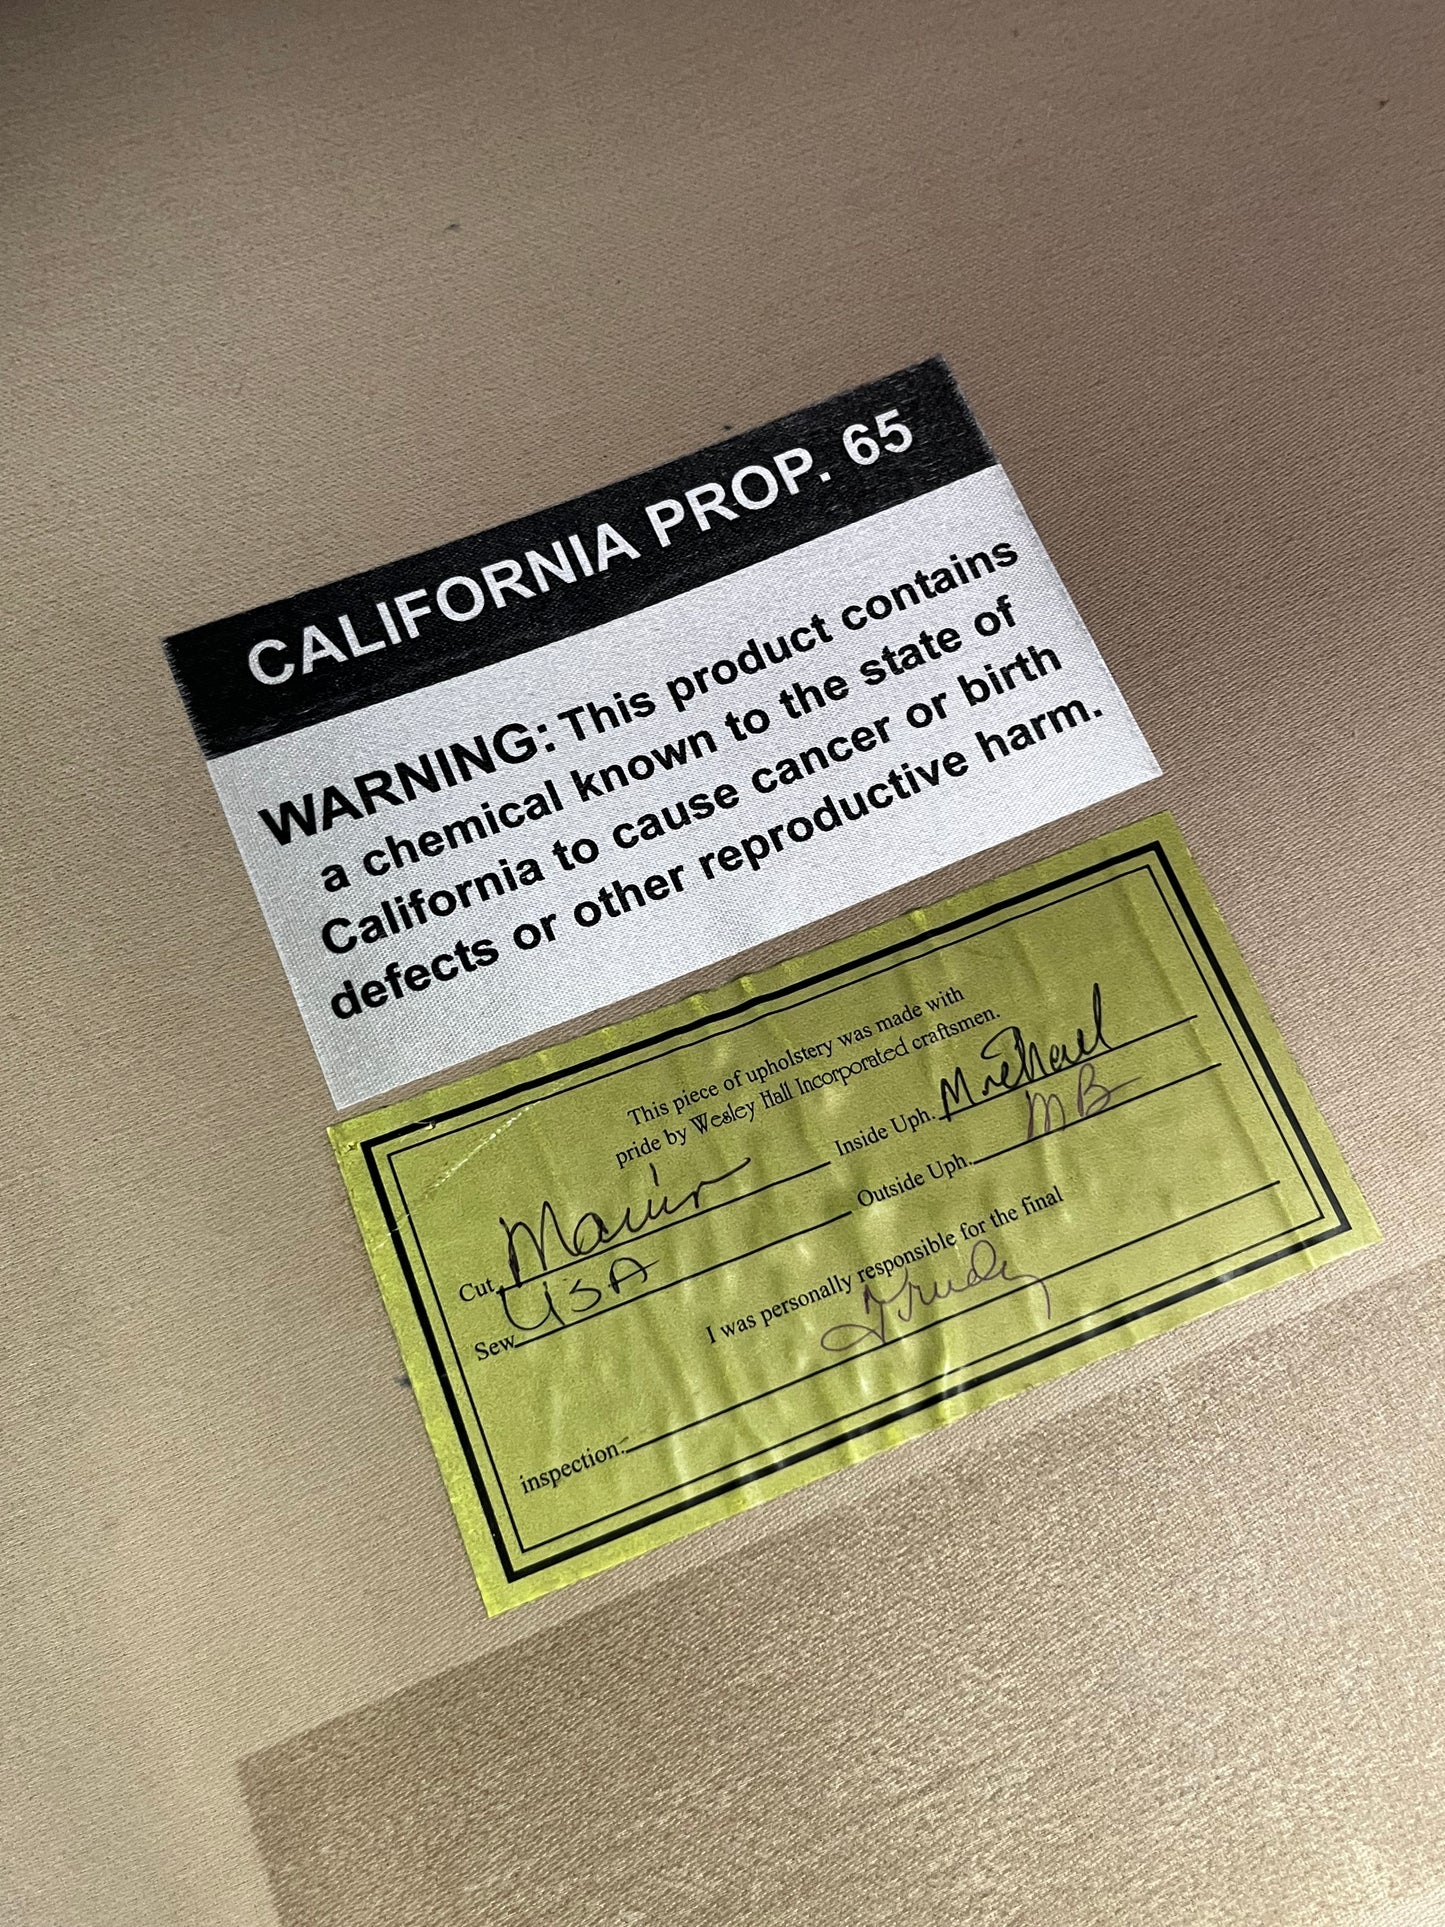 CALIFORNIA PROP. 65
WARNING: This product contains
a chemical known to the state of
California to cause cancer or birth
defects or other reproductive harm.
This piece of upholstery was made with
pride by Wesley Hall Incorporated craftsmen.
Cut Inside Uph. Michael
Sew USA Outside Uph. MB
I was personally responsible for the final
inspection: Trudy